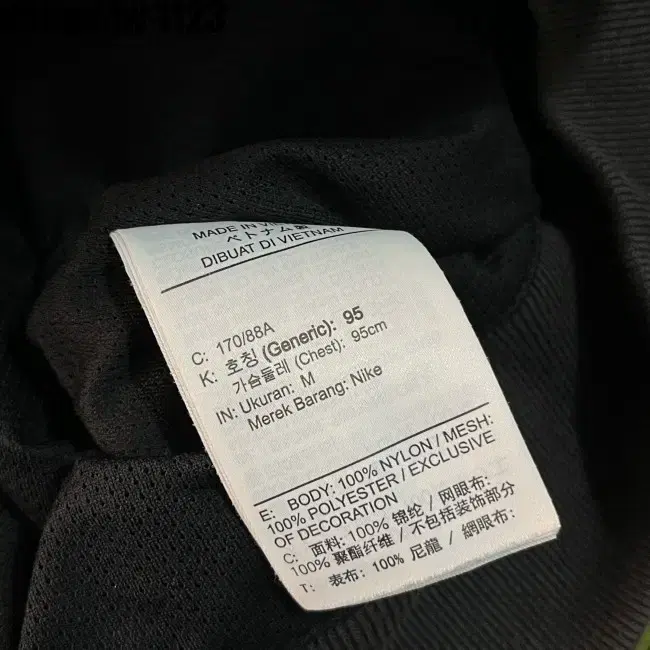 1123
MADE IN VI
ベトナム製
DIBUAT DI VIETNAM
C: 170/88A
K: 호칭 (Generic): 95
가슴둘레 (Chest): 95cm
IN: Ukuran: M
Merek Barang: Nike
E: BODY: 100% NYLON / MESH:
100% POLYESTER / EXCLUSIVE
OF DECORATION
C: 面料: 100% 锦纶 / 网眼布:
100% 聚酯纤维 / 不包括装饰部分
T: 表布: 100% 尼龍 / 網眼布: